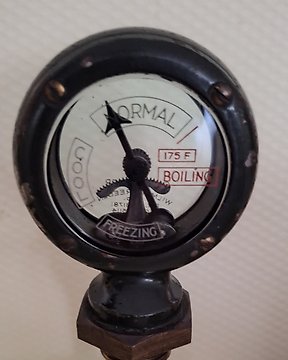 NORMAL
COOL
175 F
BOILING
FREEZING